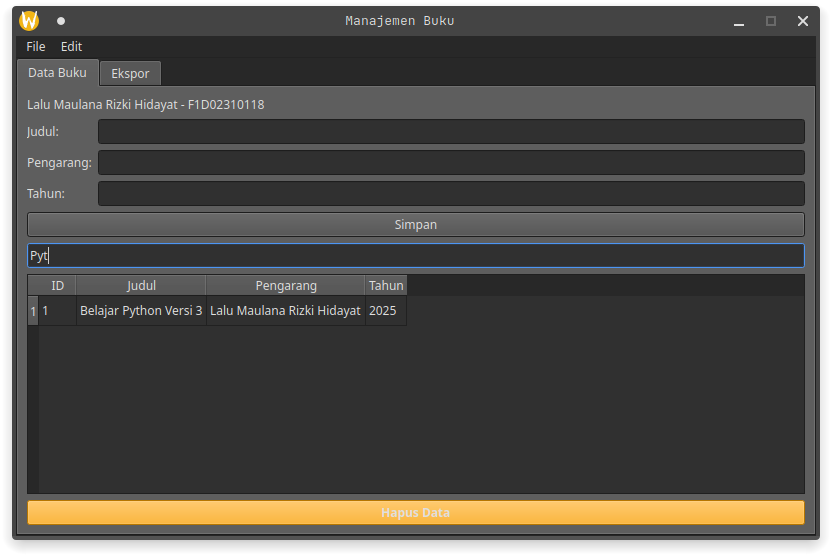 Manajemen Buku
File Edit
Data Buku Ekspor
Lalu Maulana Rizki Hidayat - F1D02310118
Judul:
Pengarang:
Tahun:
Simpan
Pyt
ID Judul Pengarang Tahun
1 1 Belajar Python Versi 3 Lalu Maulana Rizki Hidayat 2025
Hapus Data